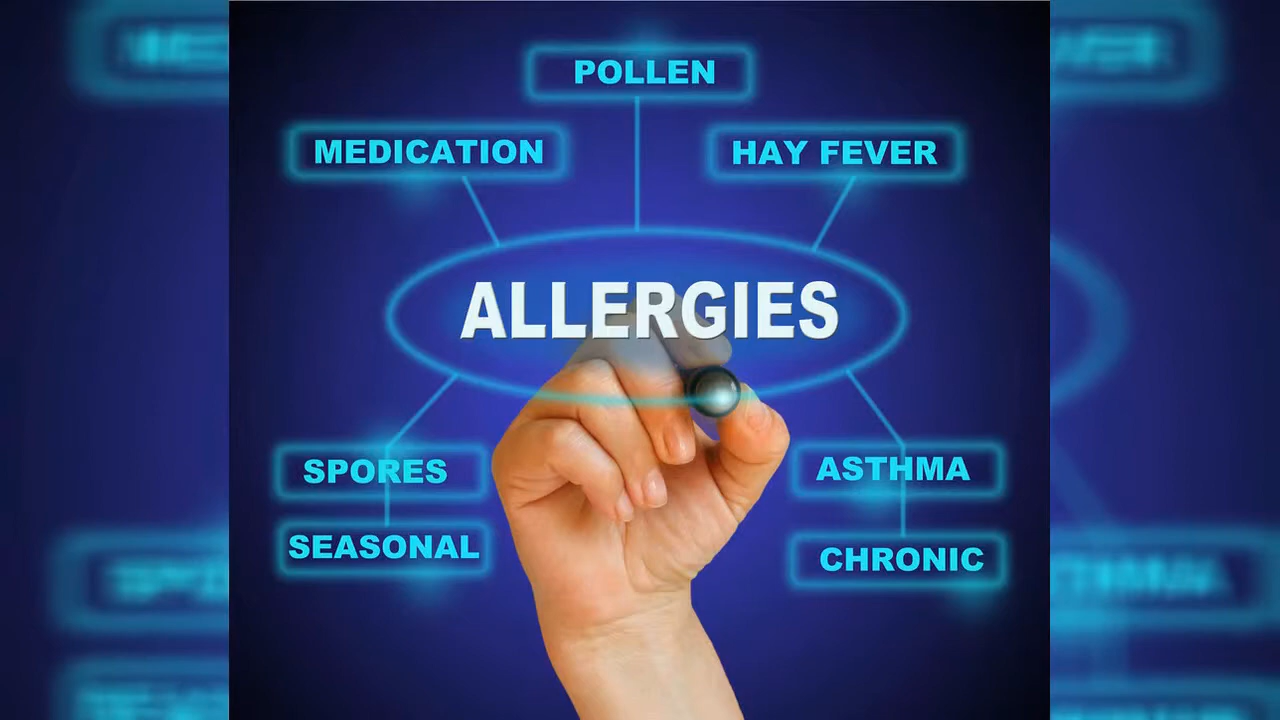 POLLEN
MEDICATION
HAY FEVER
ALLERGIES
SPORES
ASTHMA
SEASONAL
CHRONIC